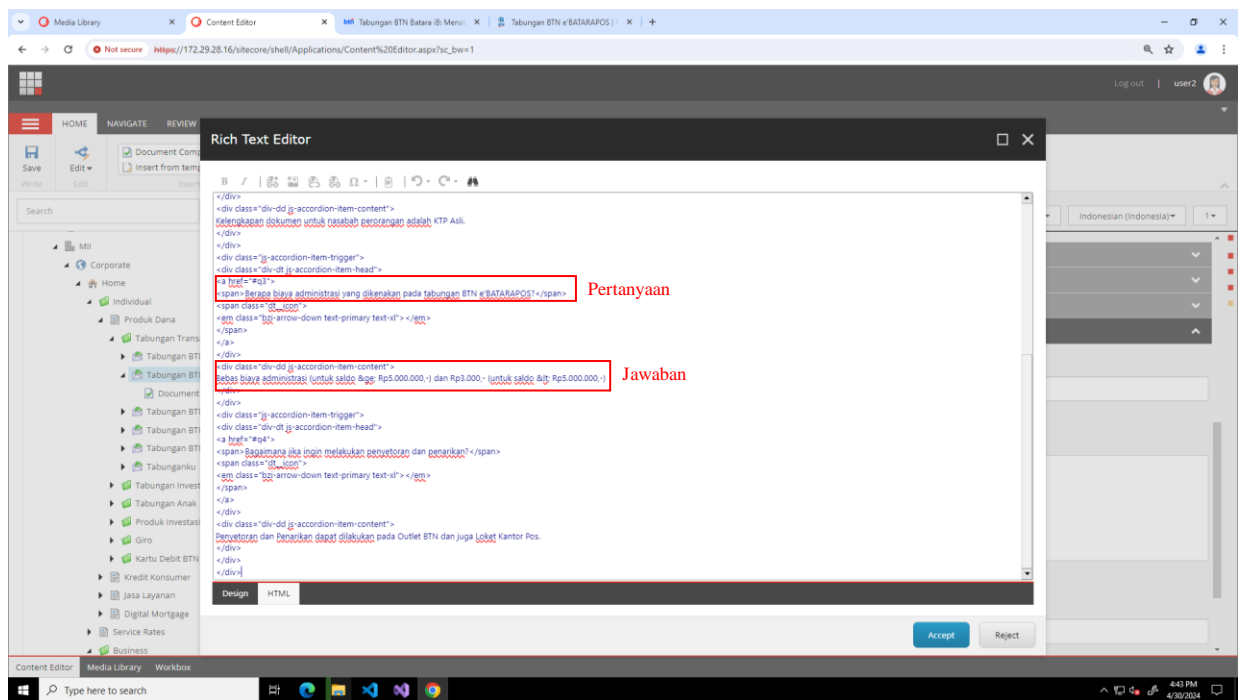 Media Library
Content Editor
Tabungan BTN Batara iB: Mensi
Tabungan BTN e'BATARAPOS |
Not secure https://172.29.28.16/sitecore/shell/Applications/Content%20Editor.aspx?sc_bw=1
Log out | user2
HOME NAVIGATE REVIEW
Save
Edit
Document Comp
Insert from temp
Write Edit Insert
Search
Indonesian (Indonesia) 1
MII
Corporate
Home
Individual
Produk Dana
Tabungan Trans
Tabungan BTI
Tabungan BTI
Document
Tabungan BTI
Tabungan BTI
Tabungan BTI
Tabunganku
Tabungan Invest
Tabungan Anak
Produk Investasi
Giro
Kartu Debit BTN
Kredit Konsumer
Jasa Layanan
Digital Mortgage
Service Rates
Business
Rich Text Editor
B I Ω
</div>
<div class="div-dd js-accordion-item-content">
Kelengkapan dokumen untuk nasabah perorangan adalah KTP Asli.
</div>
</div>
<div class="js-accordion-item-trigger">
<div class="div-dt js-accordion-item-head">
<a href="#q3">
<span>Berapa biaya administrasi yang dikenakan pada tabungan BTN e'BATARAPOS?</span>
Pertanyaan
<span class="dt__icon">
<em class="bzi-arrow-down text-primary text-xl"> </em>
</span>
</a>
</div>
<div class="div-dd js-accordion-item-content">
Bebas biaya administrasi (untuk saldo &ge; Rp5.000.000,-) dan Rp3.000,- (untuk saldo &lt; Rp5.000.000,-)
Jawaban
</div>
</div>
<div class="js-accordion-item-trigger">
<div class="div-dt js-accordion-item-head">
<a href="#q4">
<span>Bagaimana jika ingin melakukan penyetoran dan penarikan?</span>
<span class="dt__icon">
<em class="bzi-arrow-down text-primary text-xl"> </em>
</span>
</a>
</div>
<div class="div-dd js-accordion-item-content">
Penyetoran dan Penarikan dapat dilakukan pada Outlet BTN dan juga Loket Kantor Pos.
</div>
</div>
</div>
Design HTML
Accept Reject
Content Editor Media Library Workbox
Type here to search
4:43 PM
4/30/2024